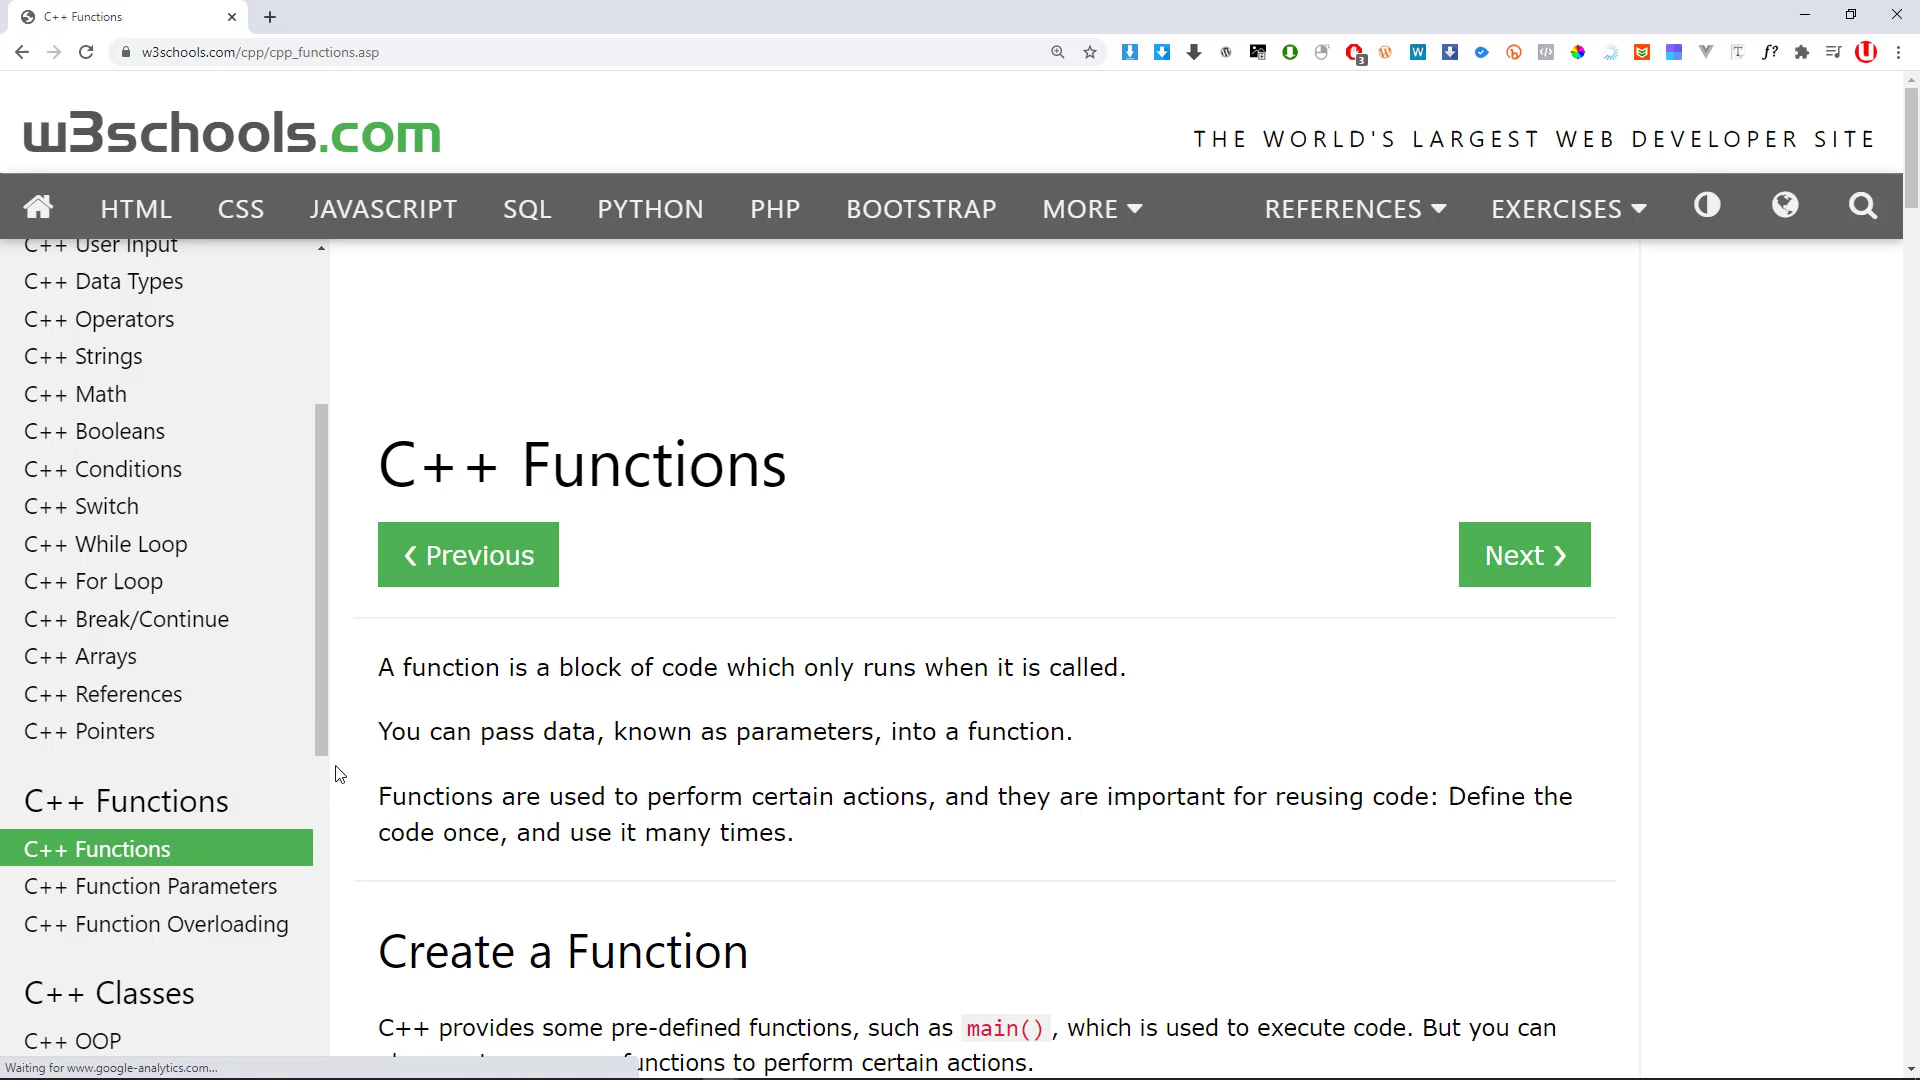 C++ Functions
w3schools.com/cpp/cpp_functions.asp
3
w3schools.com
THE WORLD'S LARGEST WEB DEVELOPER SITE
HTML CSS JAVASCRIPT SQL PYTHON PHP BOOTSTRAP MORE REFERENCES EXERCISES
C++ User Input
C++ Data Types
C++ Operators
C++ Strings
C++ Math
C++ Booleans
C++ Conditions
C++ Switch
C++ While Loop
C++ For Loop
C++ Break/Continue
C++ Arrays
C++ References
C++ Pointers
C++ Functions
C++ Functions
C++ Function Parameters
C++ Function Overloading
C++ Classes
C++ OOP
C++ Functions
❮ Previous
Next ❯
A function is a block of code which only runs when it is called.
You can pass data, known as parameters, into a function.
Functions are used to perform certain actions, and they are important for reusing code: Define the
code once, and use it many times.
Create a Function
C++ provides some pre-defined functions, such as main(), which is used to execute code. But you can
functions to perform certain actions.
Waiting for www.google-analytics.com...